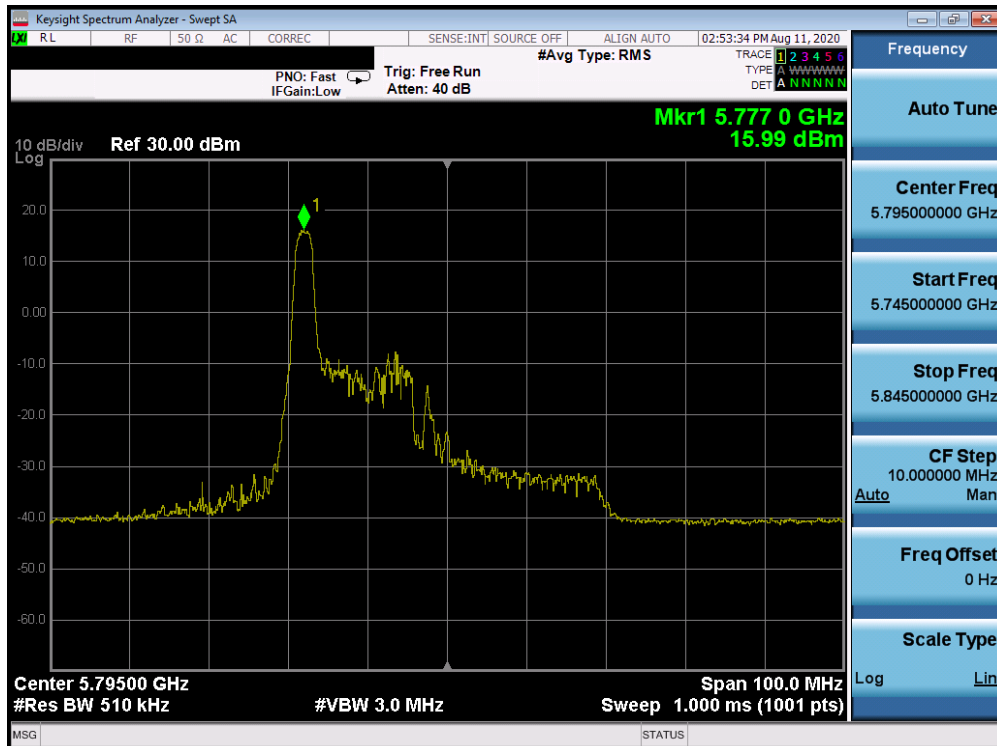 Keysight Spectrum Analyzer - Swept SA
LXI RL RF 50 Ω AC CORREC SENSE:INT SOURCE OFF ALIGN AUTO 02:53:34 PM Aug 11, 2020
#Avg Type: RMS
TRACE 1 2 3 4 5 6
TYPE A WWWWW
DET A N N N N N
PNO: Fast
IFGain:Low
Trig: Free Run
Atten: 40 dB
Mkr1 5.777 0 GHz
15.99 dBm
10 dB/div Ref 30.00 dBm
Log
1
20.0
10.0
0.00
-10.0
-20.0
-30.0
-40.0
-50.0
-60.0
Center 5.79500 GHz Span 100.0 MHz
#Res BW 510 kHz #VBW 3.0 MHz Sweep 1.000 ms (1001 pts)
MSG STATUS
Frequency
Auto Tune
Center Freq
5.795000000 GHz
Start Freq
5.745000000 GHz
Stop Freq
5.845000000 GHz
CF Step
10.000000 MHz
Auto Man
Freq Offset
0 Hz
Scale Type
Log Lin